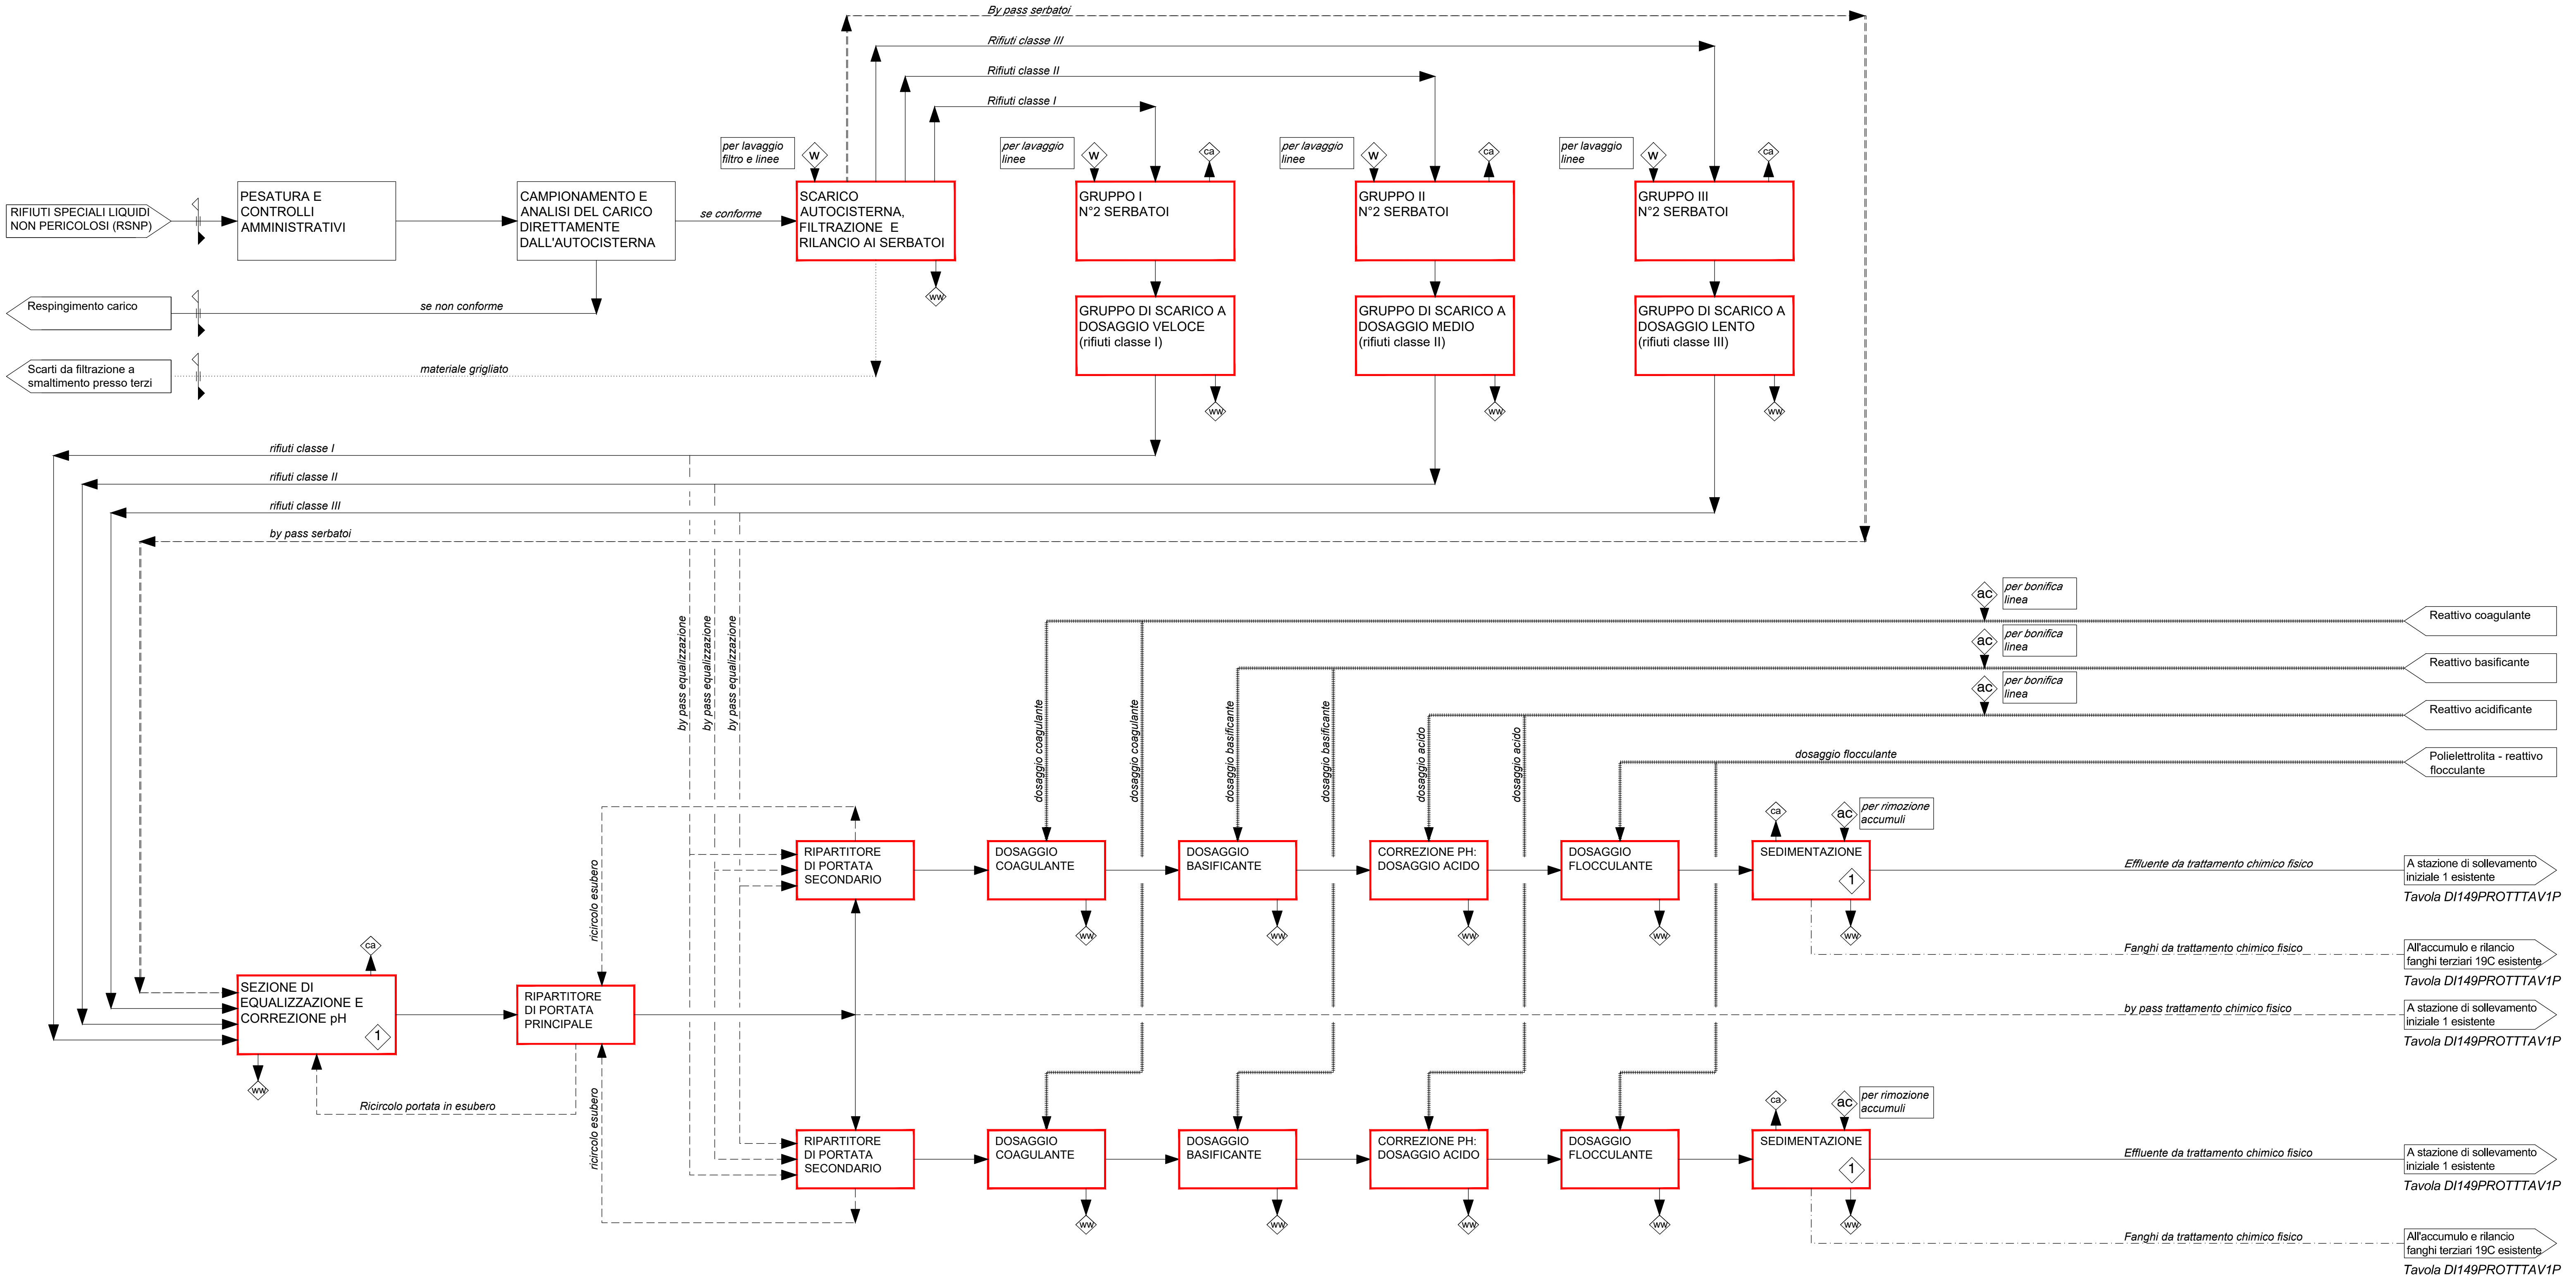 By pass serbatoi
Rifiuti classe III
Rifiuti classe II
Rifiuti classe I
per lavaggio
filtro e linee
W
per lavaggio
linee
W
ca
per lavaggio
linee
W
ca
per lavaggio
linee
W
ca
RIFIUTI SPECIALI LIQUIDI
NON PERICOLOSI (RSNP)
PESATURA E
CONTROLLI
AMMINISTRATIVI
CAMPIONAMENTO E
ANALISI DEL CARICO
DIRETTAMENTE
DALL'AUTOCISTERNA
se conforme
SCARICO
AUTOCISTERNA,
FILTRAZIONE E
RILANCIO AI SERBATOI
GRUPPO I
N°2 SERBATOI
GRUPPO II
N°2 SERBATOI
GRUPPO III
N°2 SERBATOI
ww
Respingimento carico
se non conforme
GRUPPO DI SCARICO A
DOSAGGIO VELOCE
(rifiuti classe I)
GRUPPO DI SCARICO A
DOSAGGIO MEDIO
(rifiuti classe II)
GRUPPO DI SCARICO A
DOSAGGIO LENTO
(rifiuti classe III)
Scarti da filtrazione a
smaltimento presso terzi
materiale grigliato
ww
ww
ww
rifiuti classe I
rifiuti classe II
rifiuti classe III
by pass serbatoi
ac
per bonifica
linea
Reattivo coagulante
ac
per bonifica
linea
Reattivo basificante
ac
per bonifica
linea
Reattivo acidificante
by pass equalizzazione
by pass equalizzazione
by pass equalizzazione
dosaggio coagulante
dosaggio coagulante
dosaggio basificante
dosaggio basificante
dosaggio acido
dosaggio acido
dosaggio flocculante
Polielettrolita - reattivo
flocculante
ca
ac
per rimozione
accumuli
ricircolo esubero
RIPARTITORE
DI PORTATA
SECONDARIO
DOSAGGIO
COAGULANTE
DOSAGGIO
BASIFICANTE
CORREZIONE PH:
DOSAGGIO ACIDO
DOSAGGIO
FLOCCULANTE
SEDIMENTAZIONE
1
Effluente da trattamento chimico fisico
A stazione di sollevamento
iniziale 1 esistente
Tavola DI149PROTTTAV1P
ww
ww
ww
ww
ww
Fanghi da trattamento chimico fisico
All'accumulo e rilancio
fanghi terziari 19C esistente
Tavola DI149PROTTTAV1P
ca
SEZIONE DI
EQUALIZZAZIONE E
CORREZIONE pH
1
RIPARTITORE
DI PORTATA
PRINCIPALE
by pass trattamento chimico fisico
A stazione di sollevamento
iniziale 1 esistente
Tavola DI149PROTTTAV1P
ww
Ricircolo portata in esubero
ricircolo esubero
ca
ac
per rimozione
accumuli
RIPARTITORE
DI PORTATA
SECONDARIO
DOSAGGIO
COAGULANTE
DOSAGGIO
BASIFICANTE
CORREZIONE PH:
DOSAGGIO ACIDO
DOSAGGIO
FLOCCULANTE
SEDIMENTAZIONE
1
Effluente da trattamento chimico fisico
A stazione di sollevamento
iniziale 1 esistente
Tavola DI149PROTTTAV1P
ww
ww
ww
ww
ww
Fanghi da trattamento chimico fisico
All'accumulo e rilancio
fanghi terziari 19C esistente
Tavola DI149PROTTTAV1P